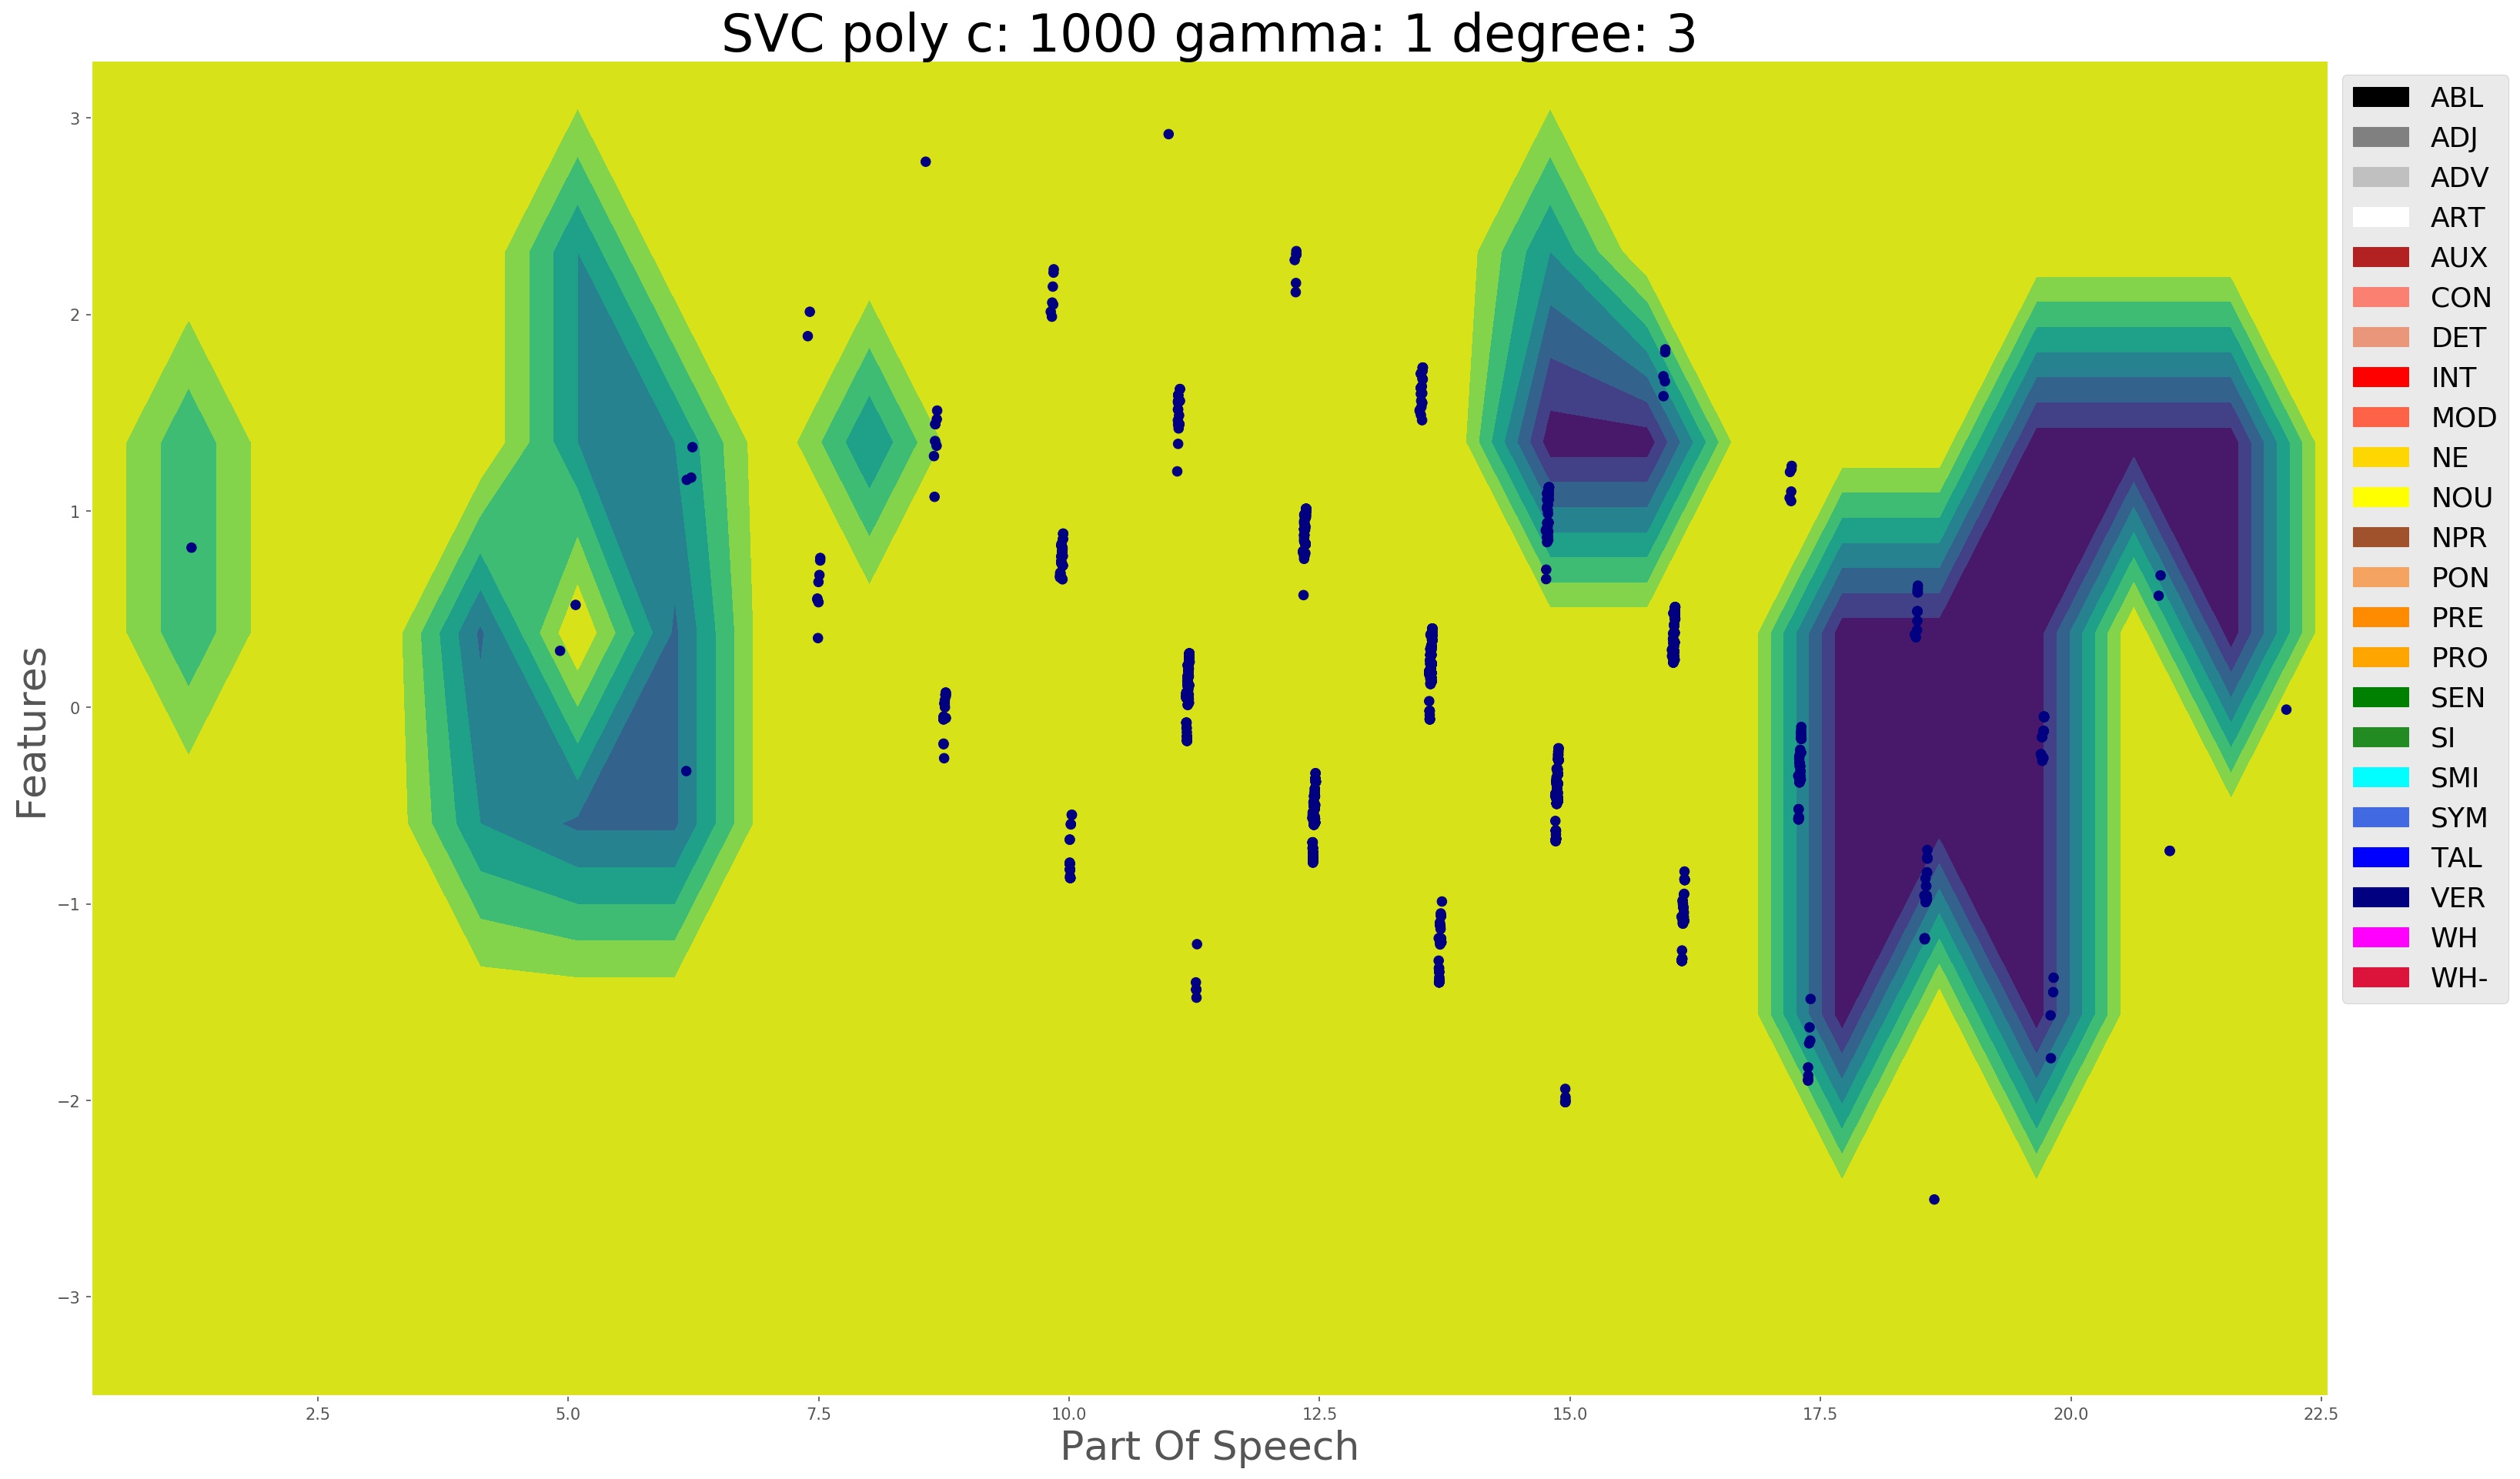 SVC poly c: 1000 gamma: 1 degree: 3
3
2
1
0
−1
−2
−3
Features
2.5 5.0 7.5 10.0 12.5 15.0 17.5 20.0 22.5
Part Of Speech
ABL
ADJ
ADV
ART
AUX
CON
DET
INT
MOD
NE
NOU
NPR
PON
PRE
PRO
SEN
SI
SMI
SYM
TAL
VER
WH
WH-